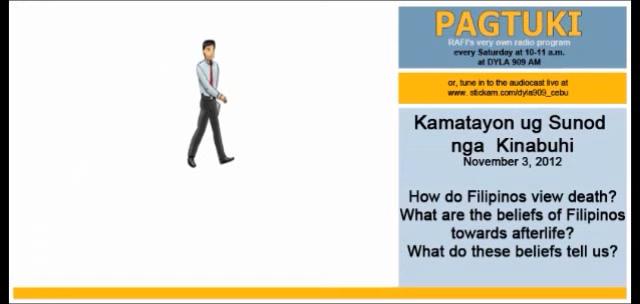 PAGTUKI
RAFI's very own radio program
every Saturday at 10-11 a.m.
at DYLA 909 AM
or, tune in to the audiocast live at
www. stickam.com/dyla909_cebu
Kamatayon ug Sunod
nga Kinabuhi
November 3, 2012
How do Filipinos view death?
What are the beliefs of Filipinos
towards afterlife?
What do these beliefs tell us?